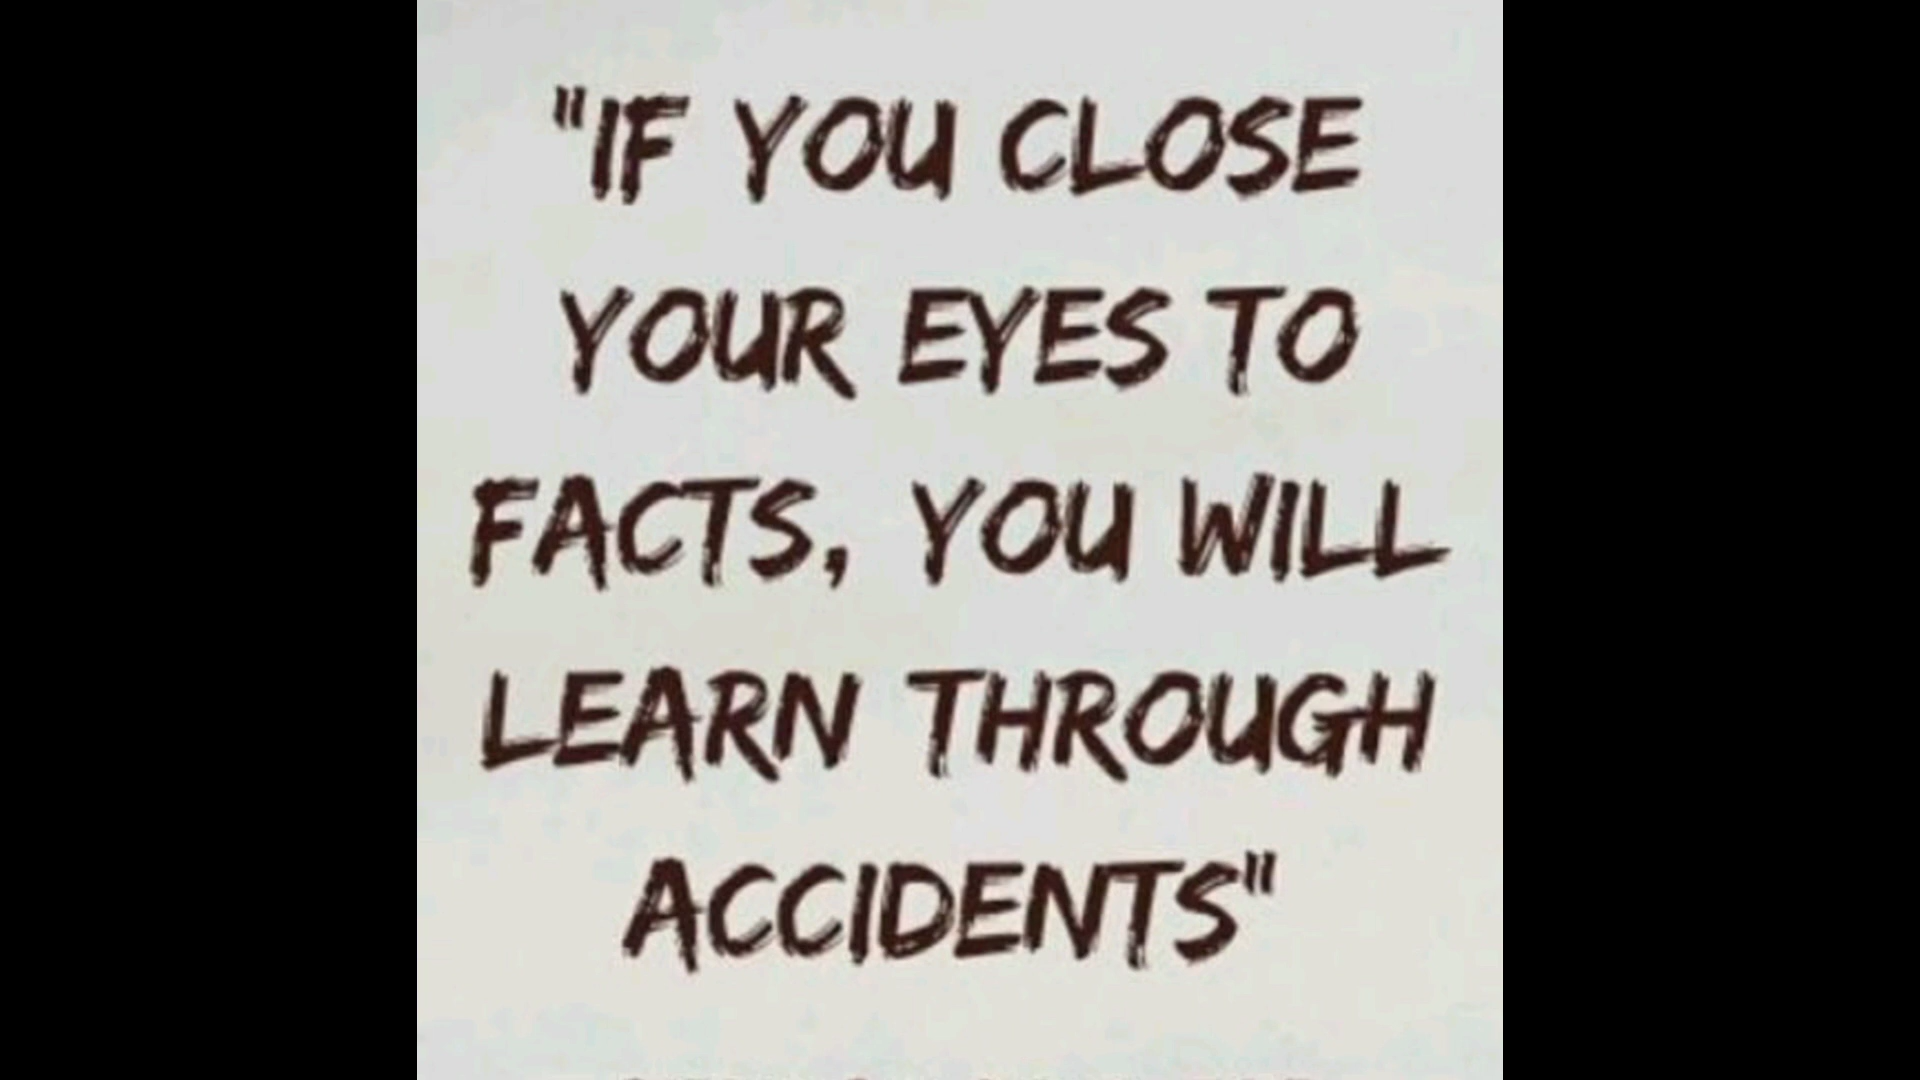 "IF YOU CLOSE
YOUR EYES TO
FACTS, YOU WILL
LEARN THROUGH
ACCIDENTS"